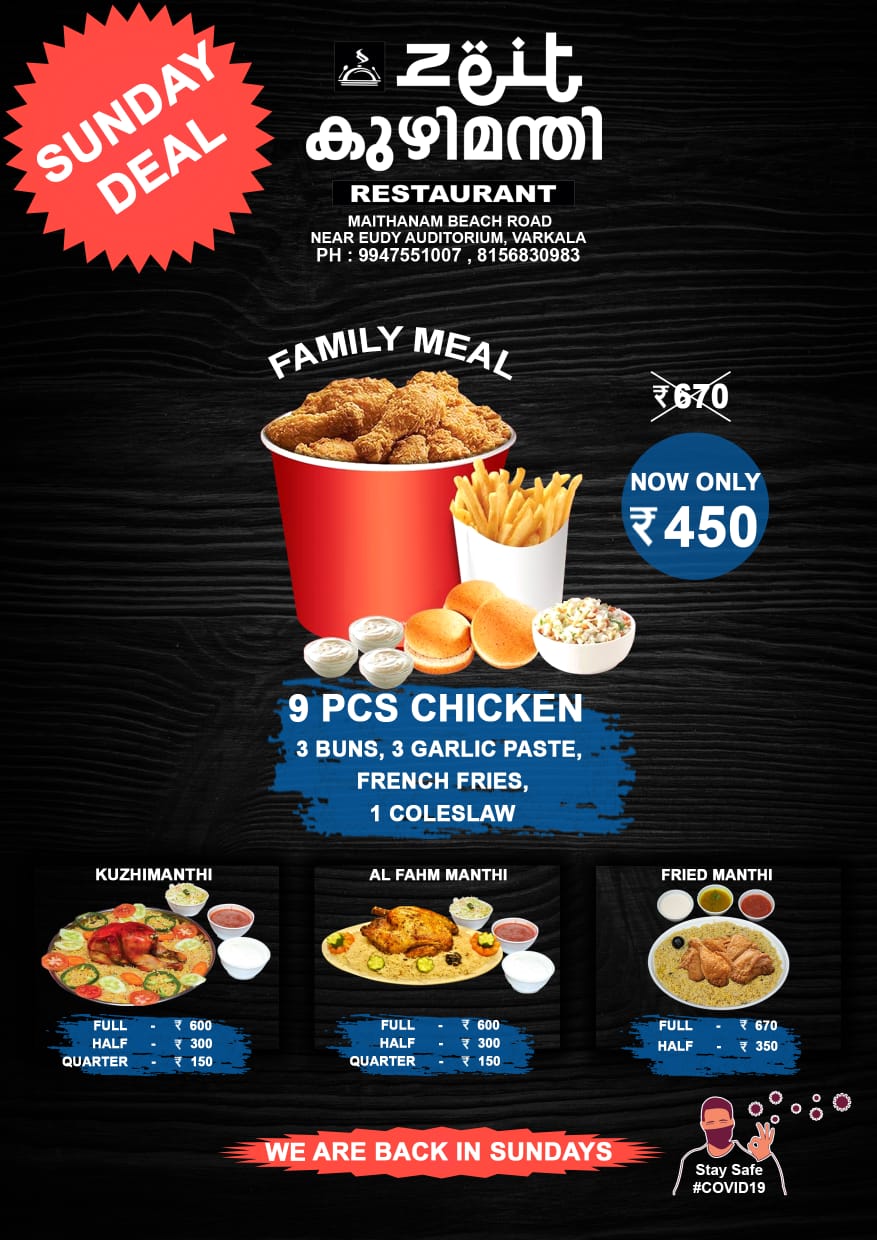 SUNDAY
DEAL
Zëit
കുഴിമന്തി
RESTAURANT
MAITHANAM BEACH ROAD
NEAR EUDY AUDITORIUM, VARKALA
PH : 9947551007 , 8156830983
FAMILY MEAL
₹670
NOW ONLY
₹450
9 PCS CHICKEN
3 BUNS, 3 GARLIC PASTE,
FRENCH FRIES,
1 COLESLAW
KUZHIMANTHI
FULL - ₹ 600
HALF - ₹ 300
QUARTER - ₹ 150
AL FAHM MANTHI
FULL - ₹ 600
HALF - ₹ 300
QUARTER - ₹ 150
FRIED MANTHI
FULL - ₹ 670
HALF - ₹ 350
WE ARE BACK IN SUNDAYS
Stay Safe
#COVID19